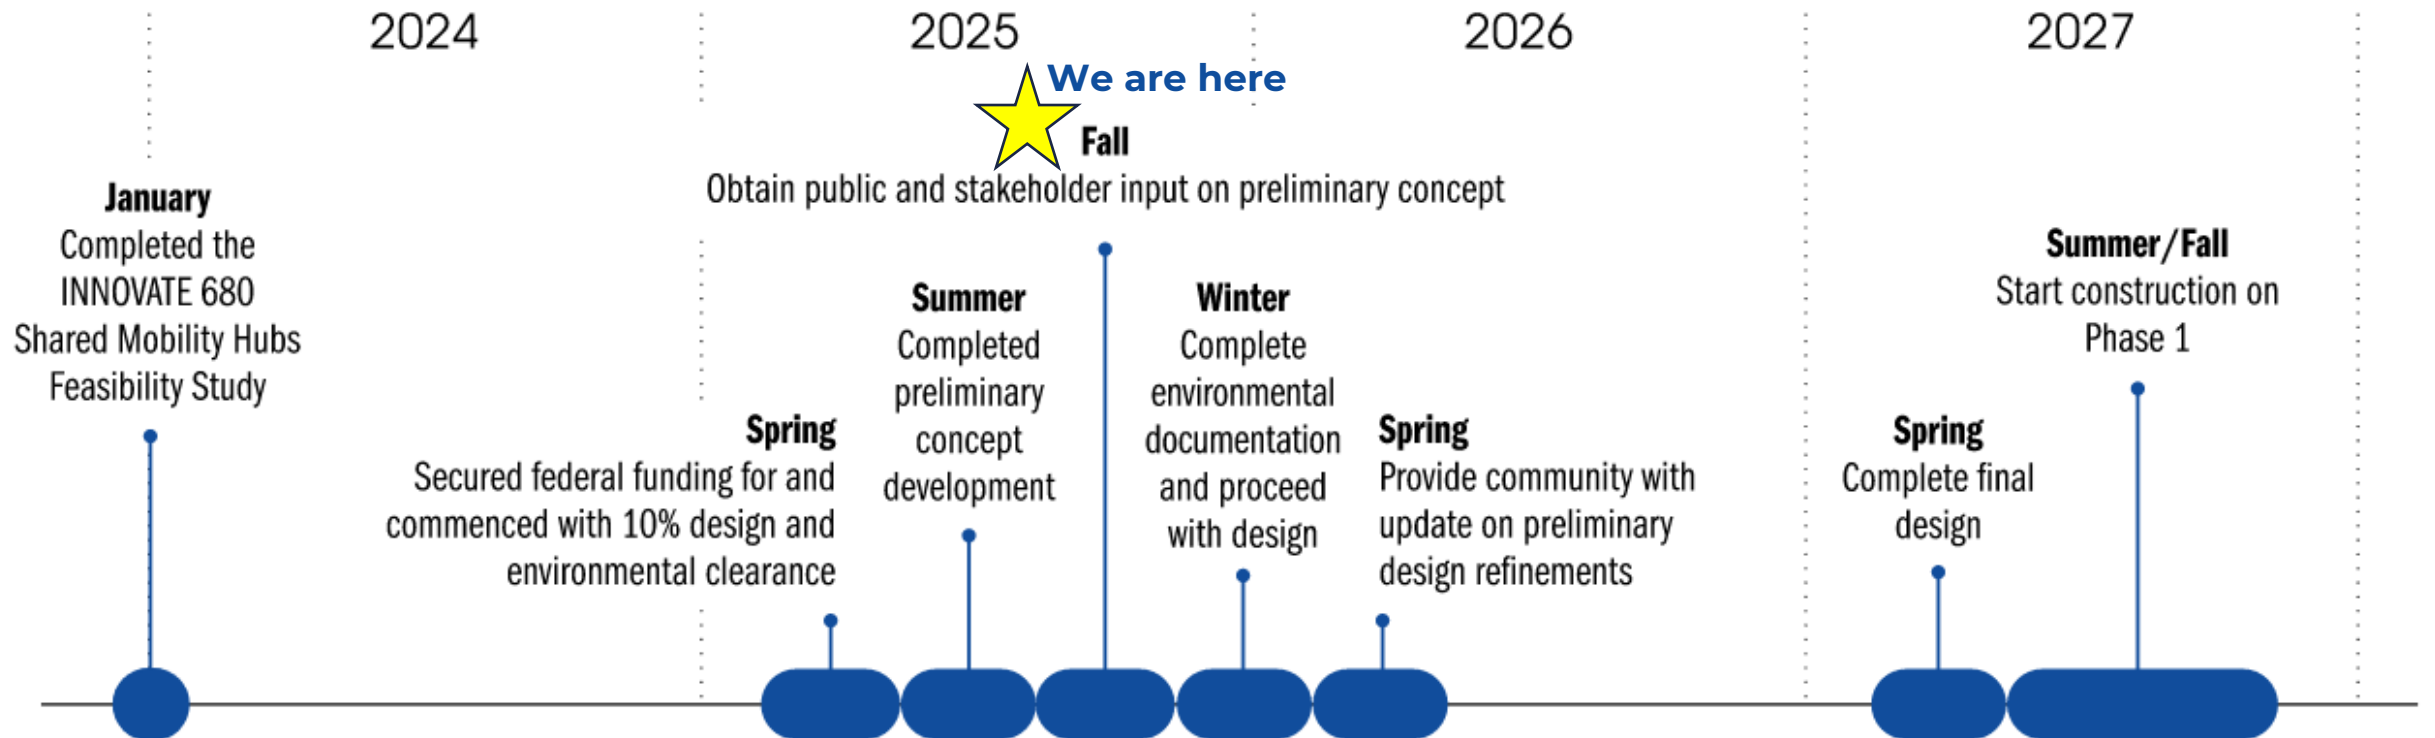 2024
2025
2026
2027
We are here
January
Completed the
INNOVATE 680
Shared Mobility Hubs
Feasibility Study
Spring
Secured federal funding for and
commenced with 10% design and
environmental clearance
Summer
Completed
preliminary
concept
development
Fall
Obtain public and stakeholder input on preliminary concept
Winter
Complete
environmental
documentation
and proceed
with design
Spring
Provide community with
update on preliminary
design refinements
Spring
Complete final
design
Summer/Fall
Start construction on
Phase 1